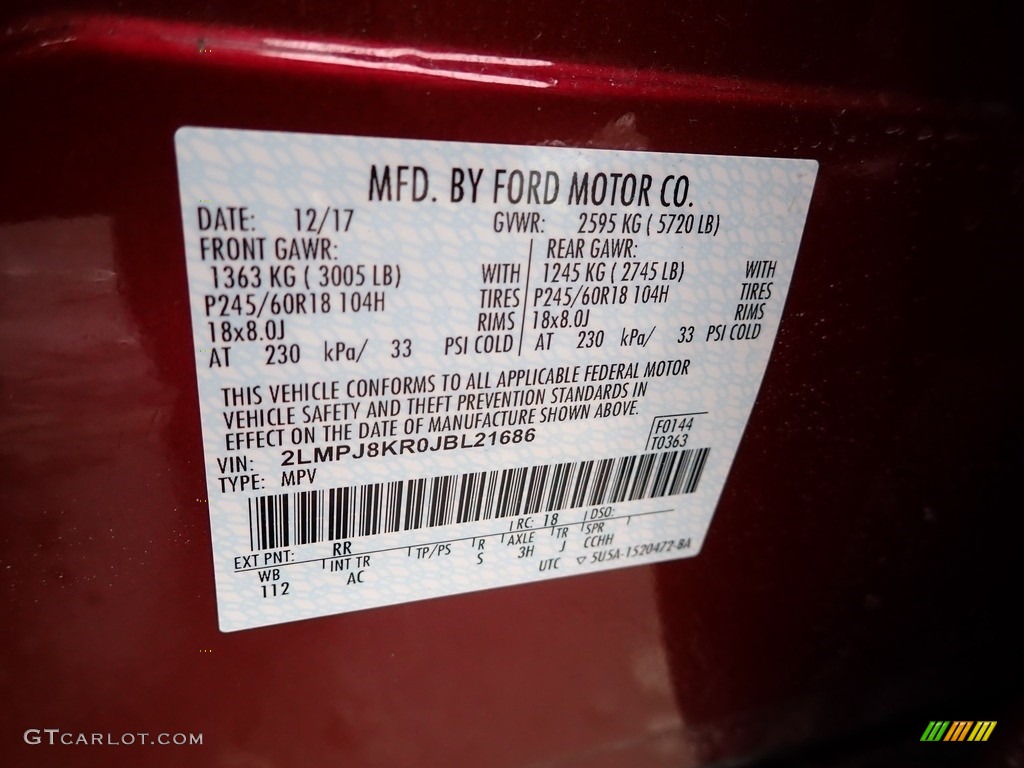 MFD. BY FORD MOTOR CO.
DATE: 12/17 GVWR: 2595 KG ( 5720 LB)
FRONT GAWR: REAR GAWR:
1363 KG ( 3005 LB) WITH 1245 KG ( 2745 LB) WITH
P245/60R18 104H TIRES P245/60R18 104H TIRES
18x8.0J RIMS 18x8.0J RIMS
AT 230 kPa/ 33 PSI COLD AT 230 kPa/ 33 PSI COLD
THIS VEHICLE CONFORMS TO ALL APPLICABLE FEDERAL MOTOR
VEHICLE SAFETY AND THEFT PREVENTION STANDARDS IN
EFFECT ON THE DATE OF MANUFACTURE SHOWN ABOVE.
F0144
VIN: 2LMPJ8KR0JBL21686 T0363
TYPE: MPV
RC: 18 DSO:
EXT PNT: RR
WB INT TR TP/PS R AXLE TR SPR
112 AC S 3H J CCHH
UTC ▽ 5U5A-1520472-BA
GTCARLOT.COM